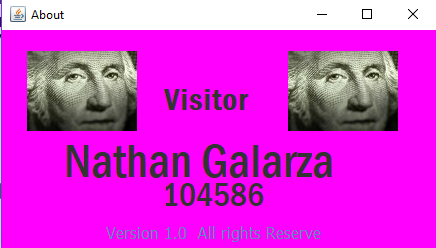 About
Visitor
Nathan Galarza
104586
Version 1.0 All rights Reserve